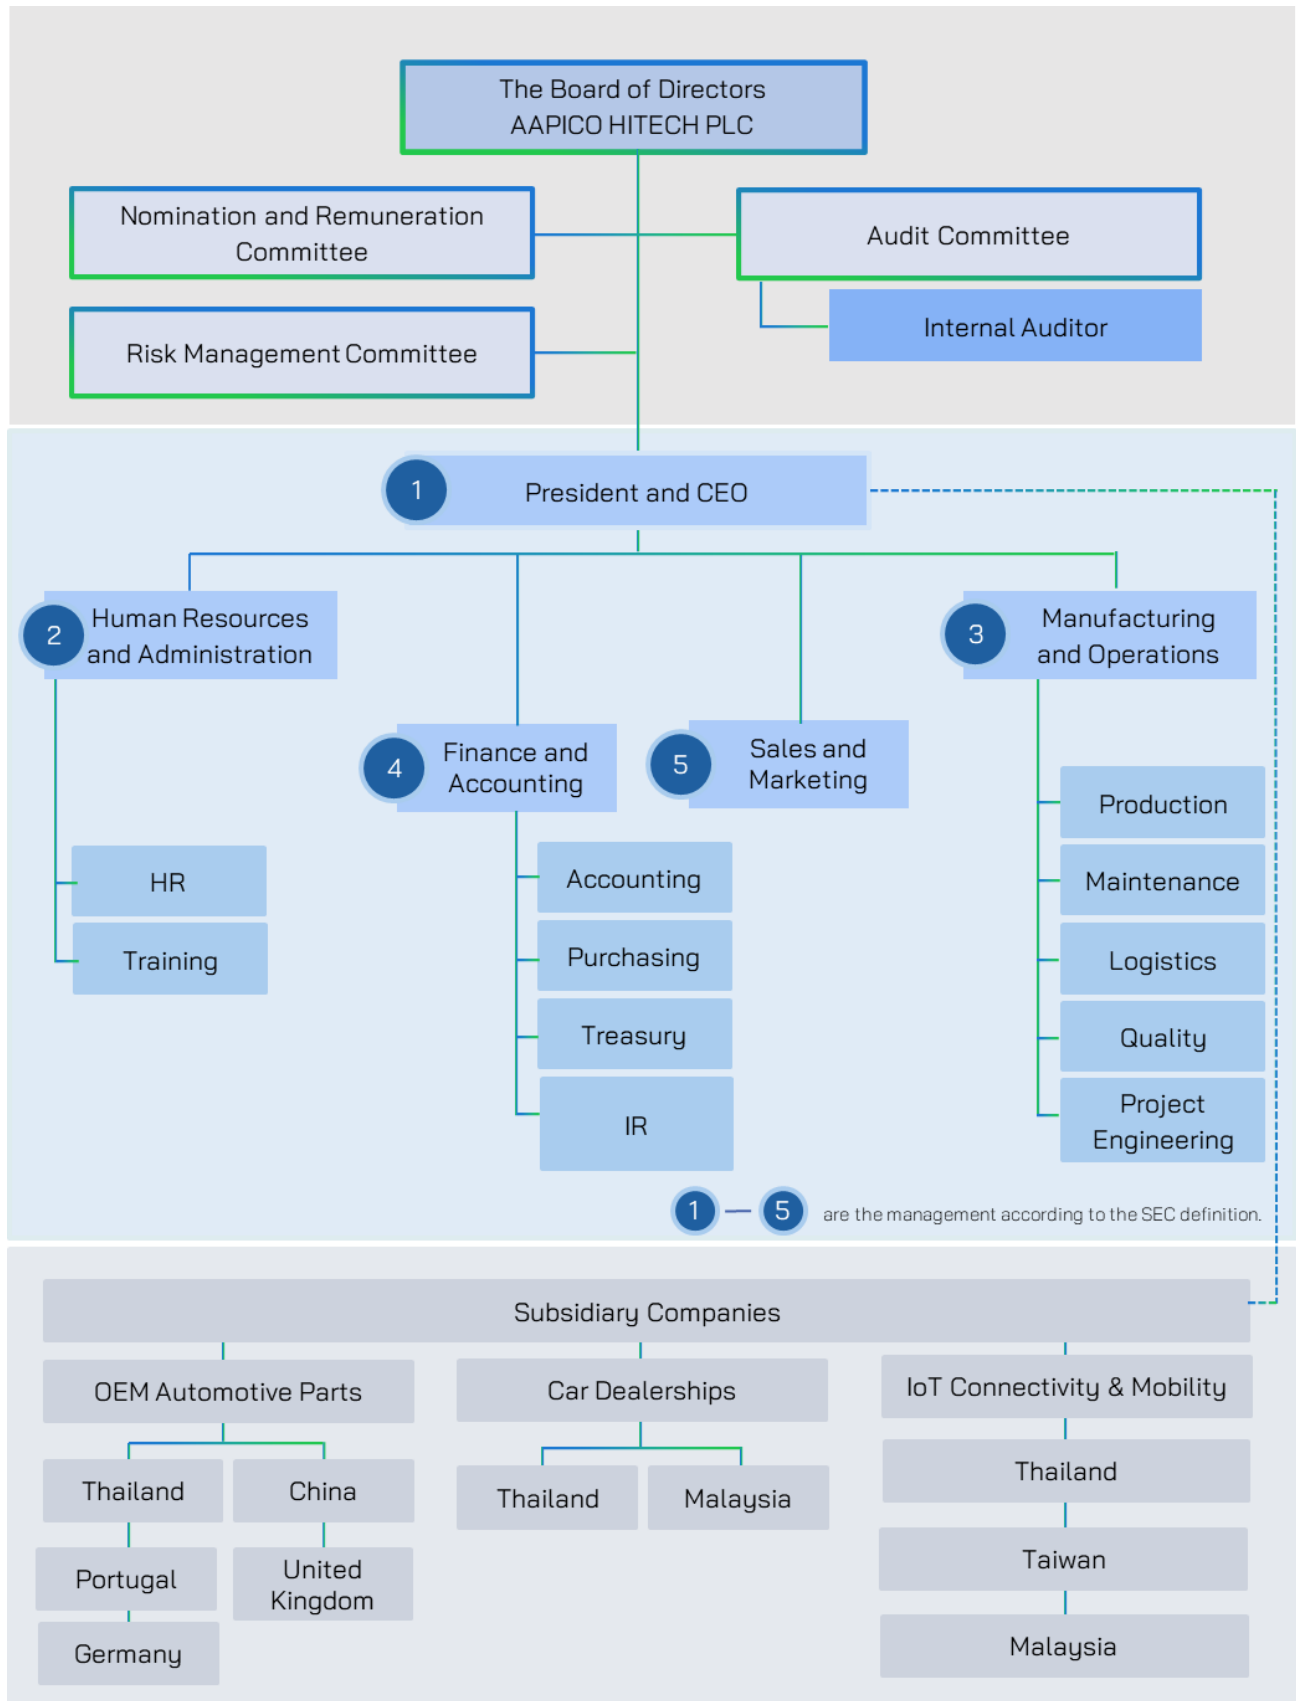 The Board of Directors
AAPICO HITECH PLC
Nomination and Remuneration
Committee
Audit Committee
Internal Auditor
Risk Management Committee
1
President and CEO
2
Human Resources
and Administration
3
Manufacturing
and Operations
4
Finance and
Accounting
5
Sales and
Marketing
HR
Training
Accounting
Purchasing
Treasury
IR
Production
Maintenance
Logistics
Quality
Project
Engineering
1 — 5 are the management according to the SEC definition.
Subsidiary Companies
OEM Automotive Parts
Thailand
China
Portugal
United
Kingdom
Germany
Car Dealerships
Thailand
Malaysia
IoT Connectivity & Mobility
Thailand
Taiwan
Malaysia